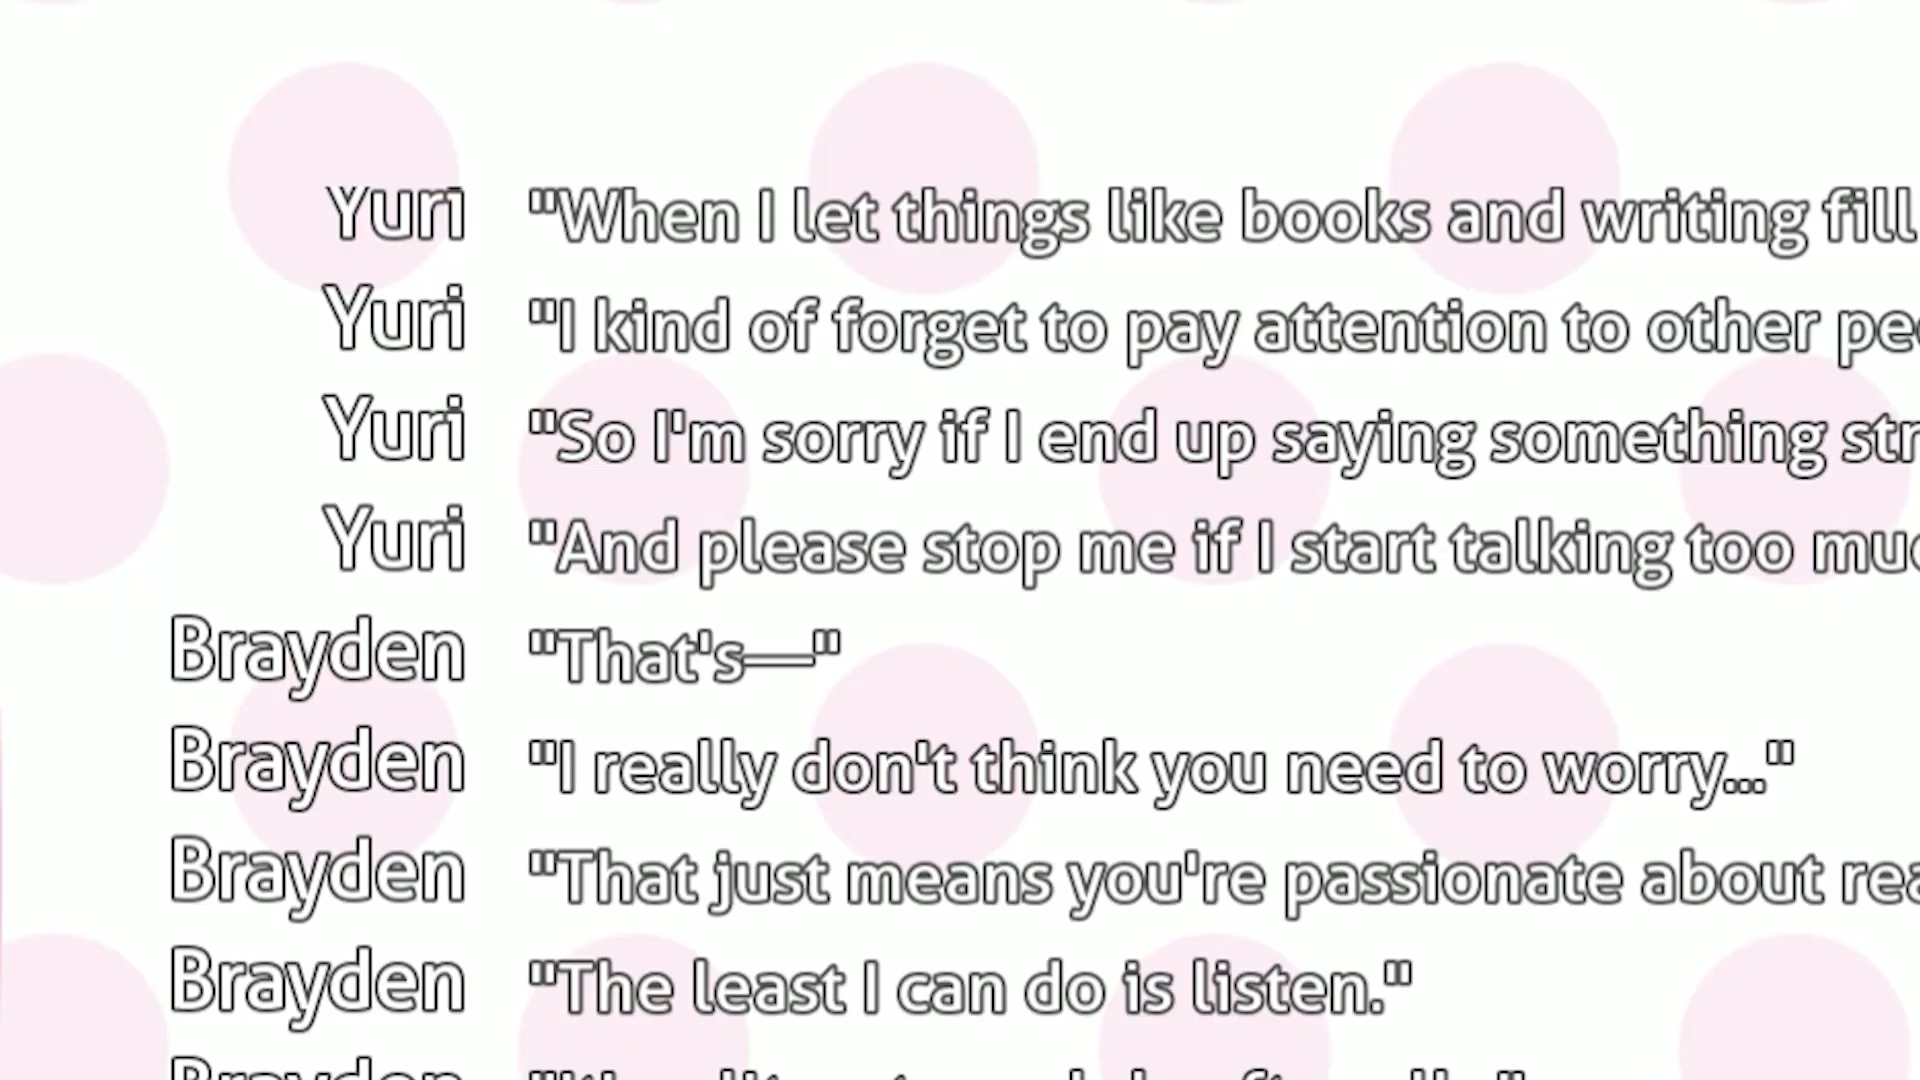 Yuri "When I let things like books and writing fill
Yuri "I kind of forget to pay attention to other
Yuri "So I'm sorry if I end up saying something
Yuri "And please stop me if I start talking too
Brayden "That's—"
Brayden "I really don't think you need to worry..."
Brayden "That just means you're passionate about
Brayden "The least I can do is listen."
Brayden